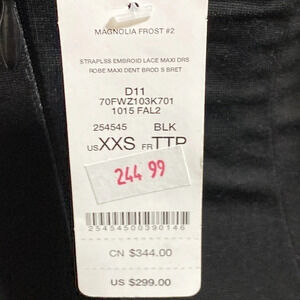 MAGNOLIA FROST #2
STRAPLSS EMBROID LACE MAXI DRS
ROBE MAXI DENT BROD S BRET
D11
70FWZ103K701
1015 FAL2
254545 BLK
US XXS FR TTP
244 99
25454500390146
CN $344.00
US $299.00